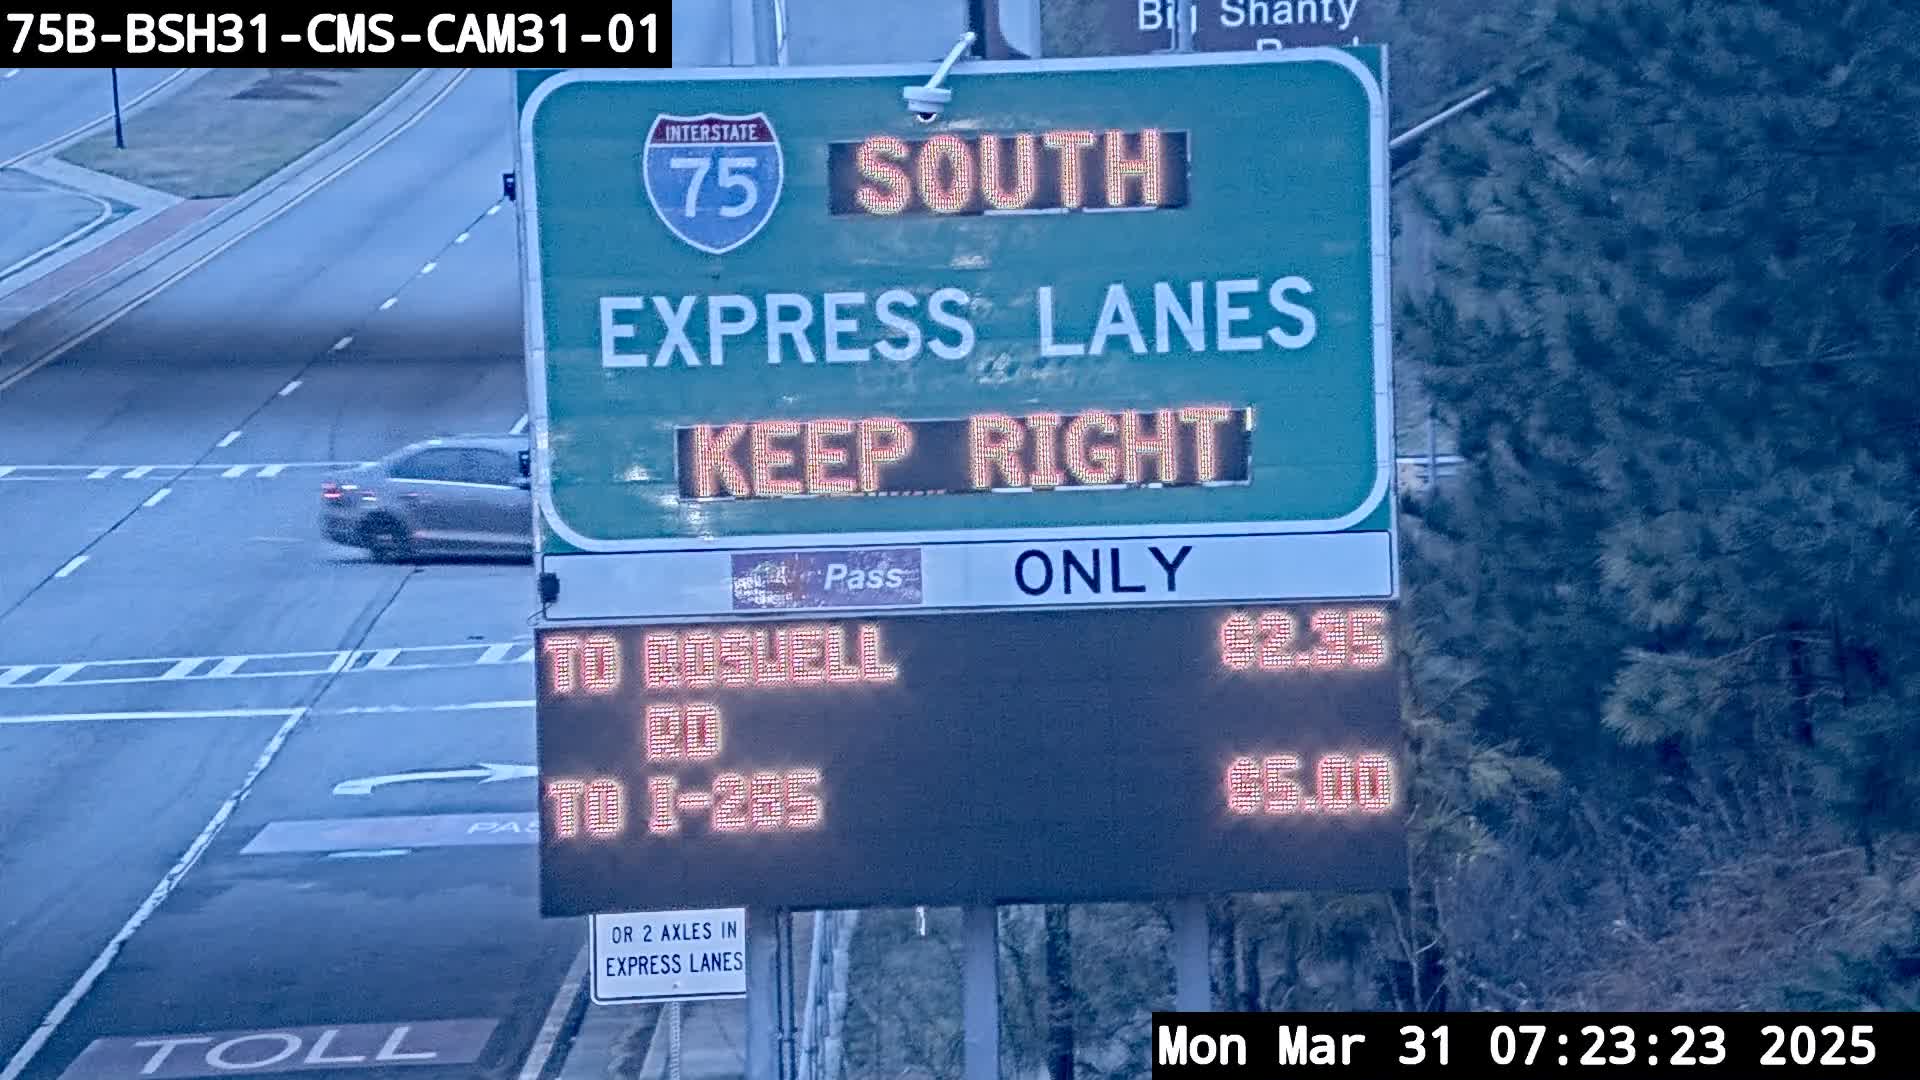 75B-BSH31-CMS-CAM31-01
Big Shanty
INTERSTATE
75
SOUTH
EXPRESS LANES
KEEP RIGHT
Pass ONLY
TO ROSWELL $2.35
RD
TO I-285 $5.00
OR 2 AXLES IN
EXPRESS LANES
TOLL
Mon Mar 31 07:23:23 2025